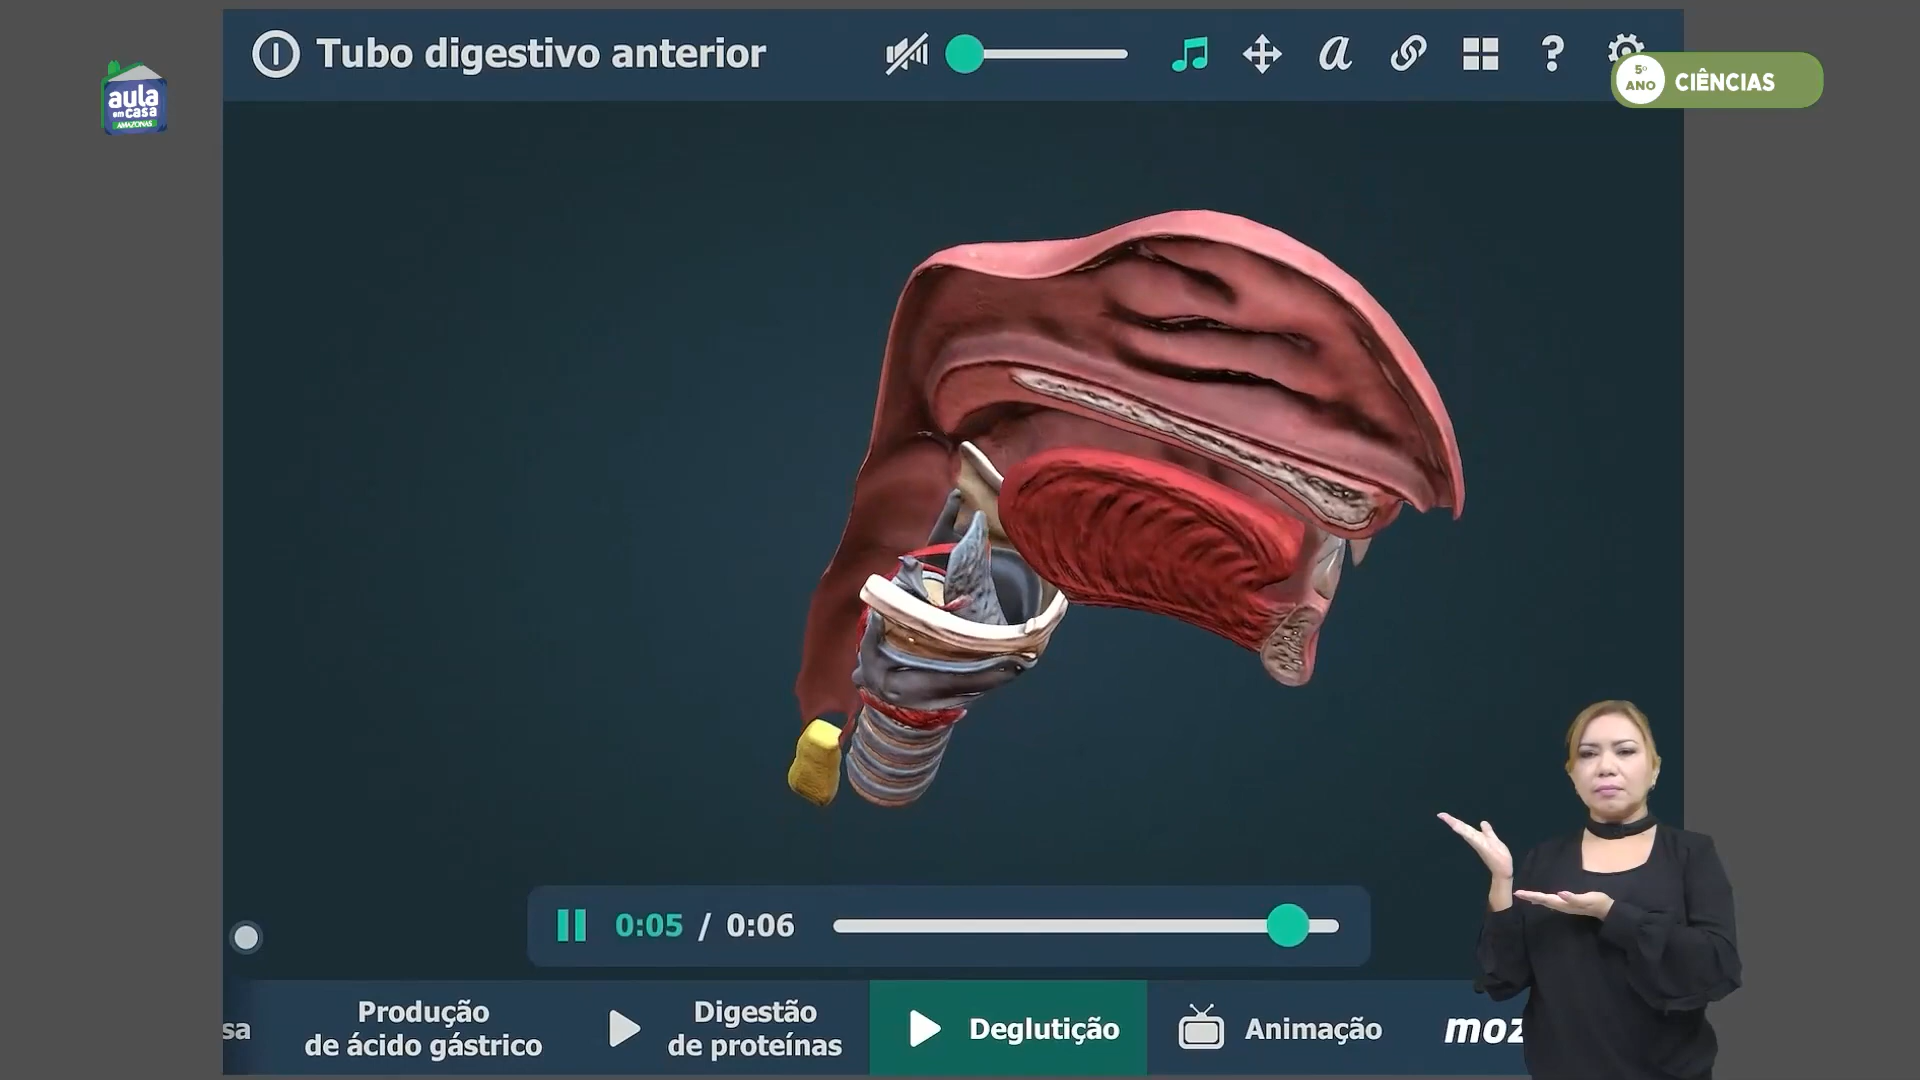 Tubo digestivo anterior
a
?
5º
ANO
CIÊNCIAS
aula
em casa
AMAZONAS
0:05 / 0:06
sa
Produção
de ácido gástrico
Digestão
de proteínas
Deglutição
Animação
moz